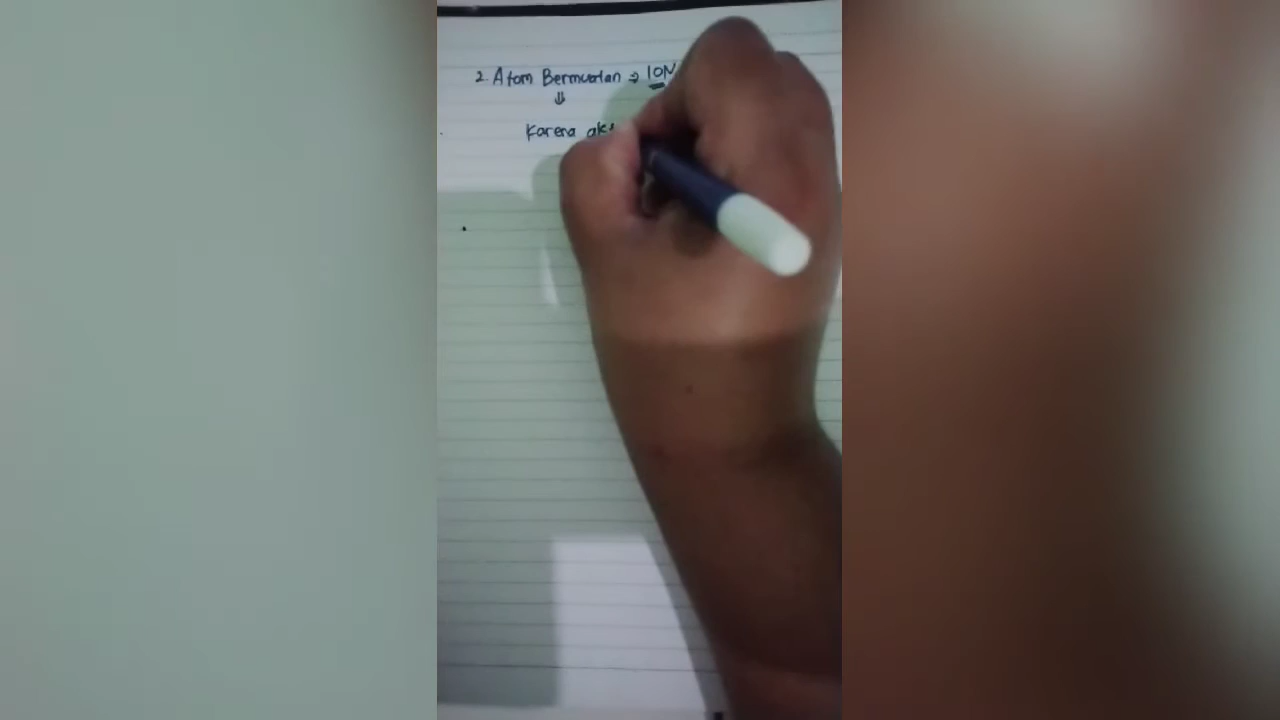 2. Atom Bermuatan ⇒ ION
⇓
Karena